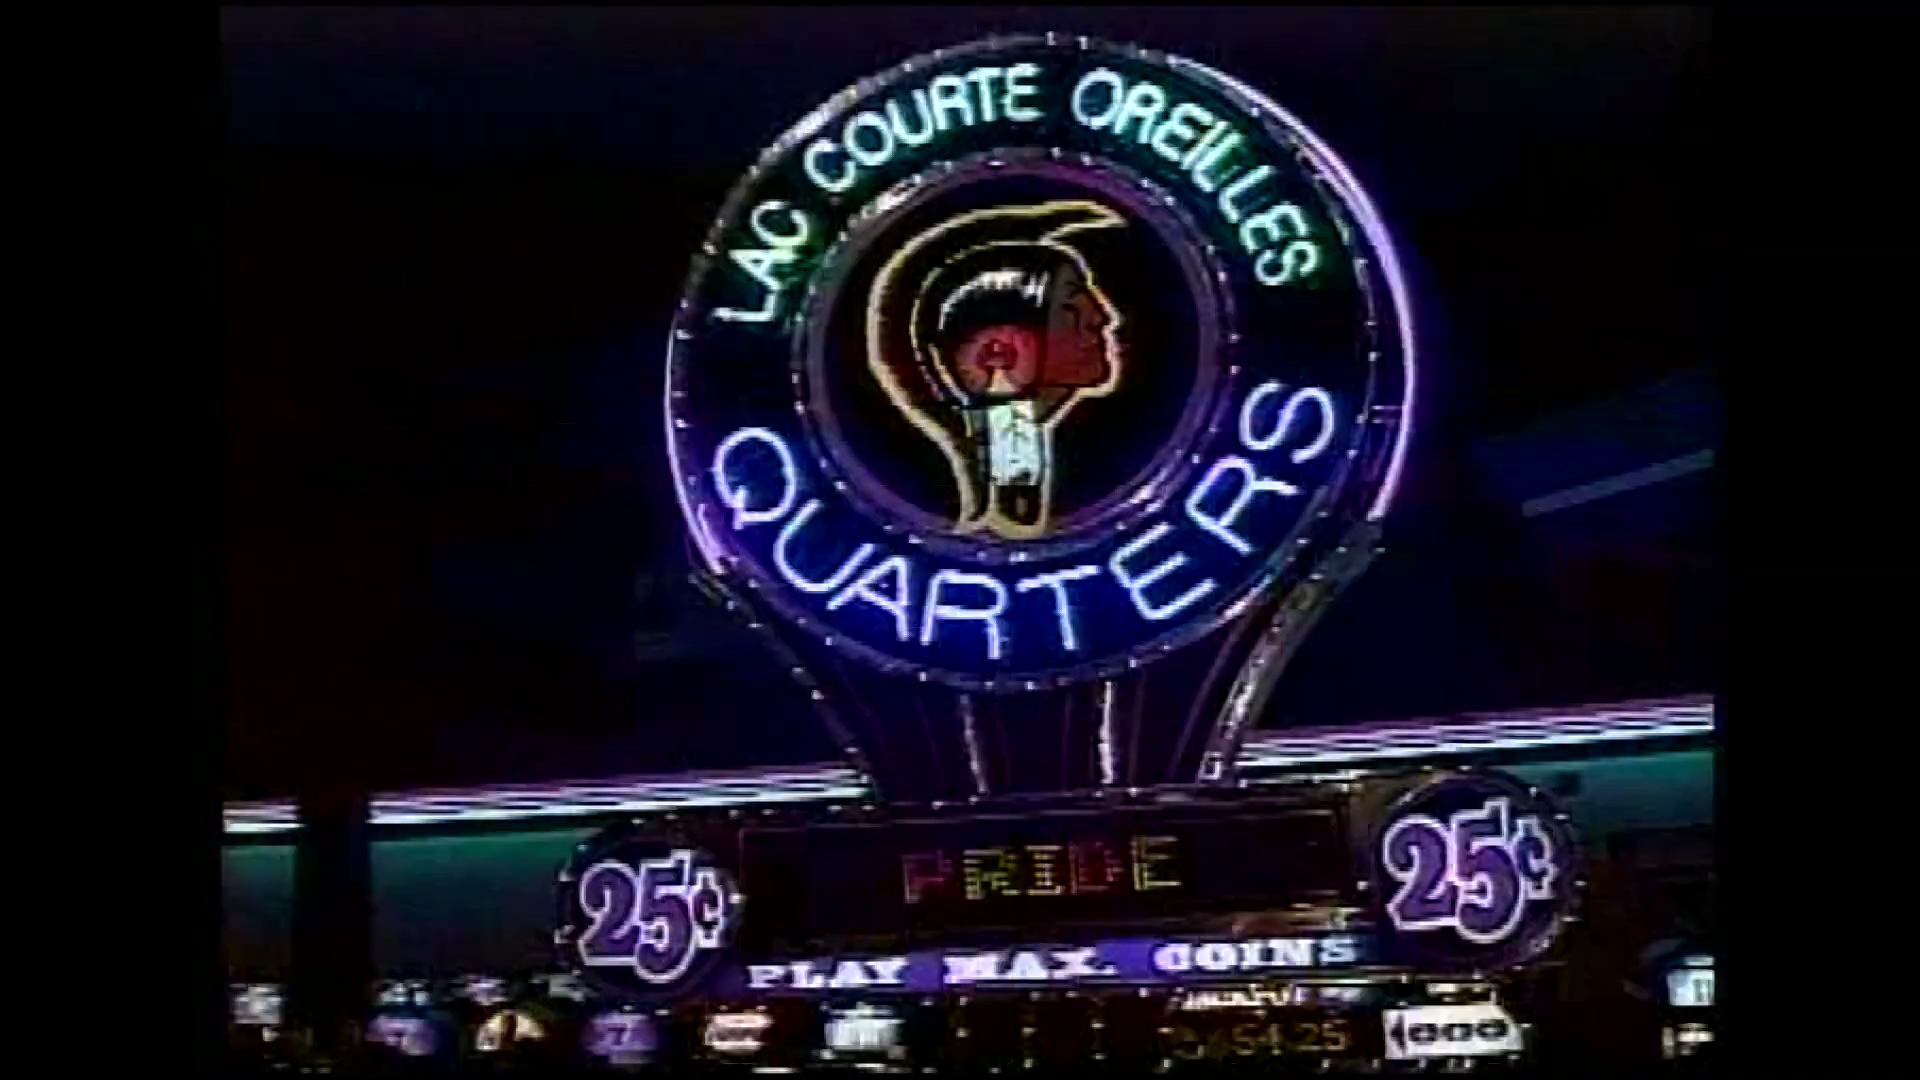 LAC COURTE OREILLES
QUARTERS
PRIDE
25¢
25¢
PLAY MAX. COINS